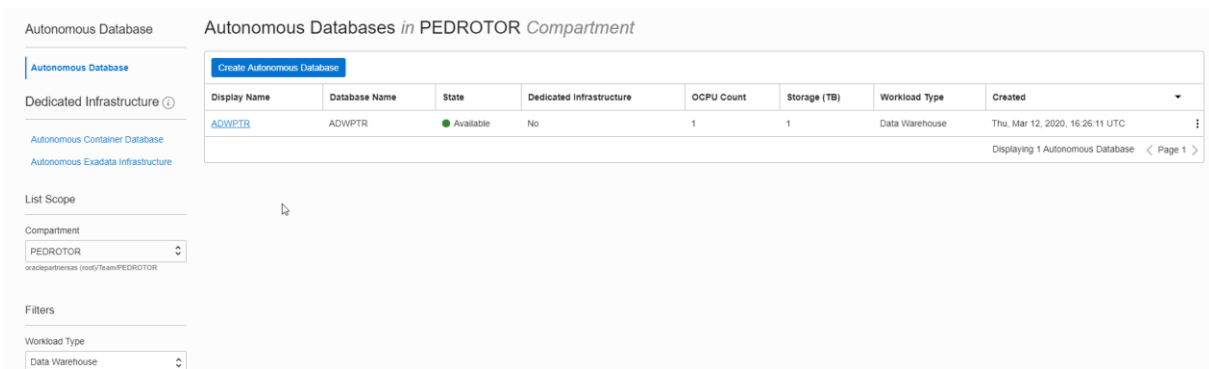 Autonomous Database
Autonomous Databases in PEDROTOR Compartment
Autonomous Database
Create Autonomous Database
Dedicated Infrastructure i
Display Name Database Name State Dedicated Infrastructure OCPU Count Storage (TB) Workload Type Created
ADWPTR ADWPTR Available No 1 1 Data Warehouse Thu, Mar 12, 2020, 16:26:11 UTC
Displaying 1 Autonomous Database < Page 1 >
Autonomous Container Database
Autonomous Exadata Infrastructure
List Scope
Compartment
PEDROTOR
oraclepartnersas (root)/Team/PEDROTOR
Filters
Workload Type
Data Warehouse